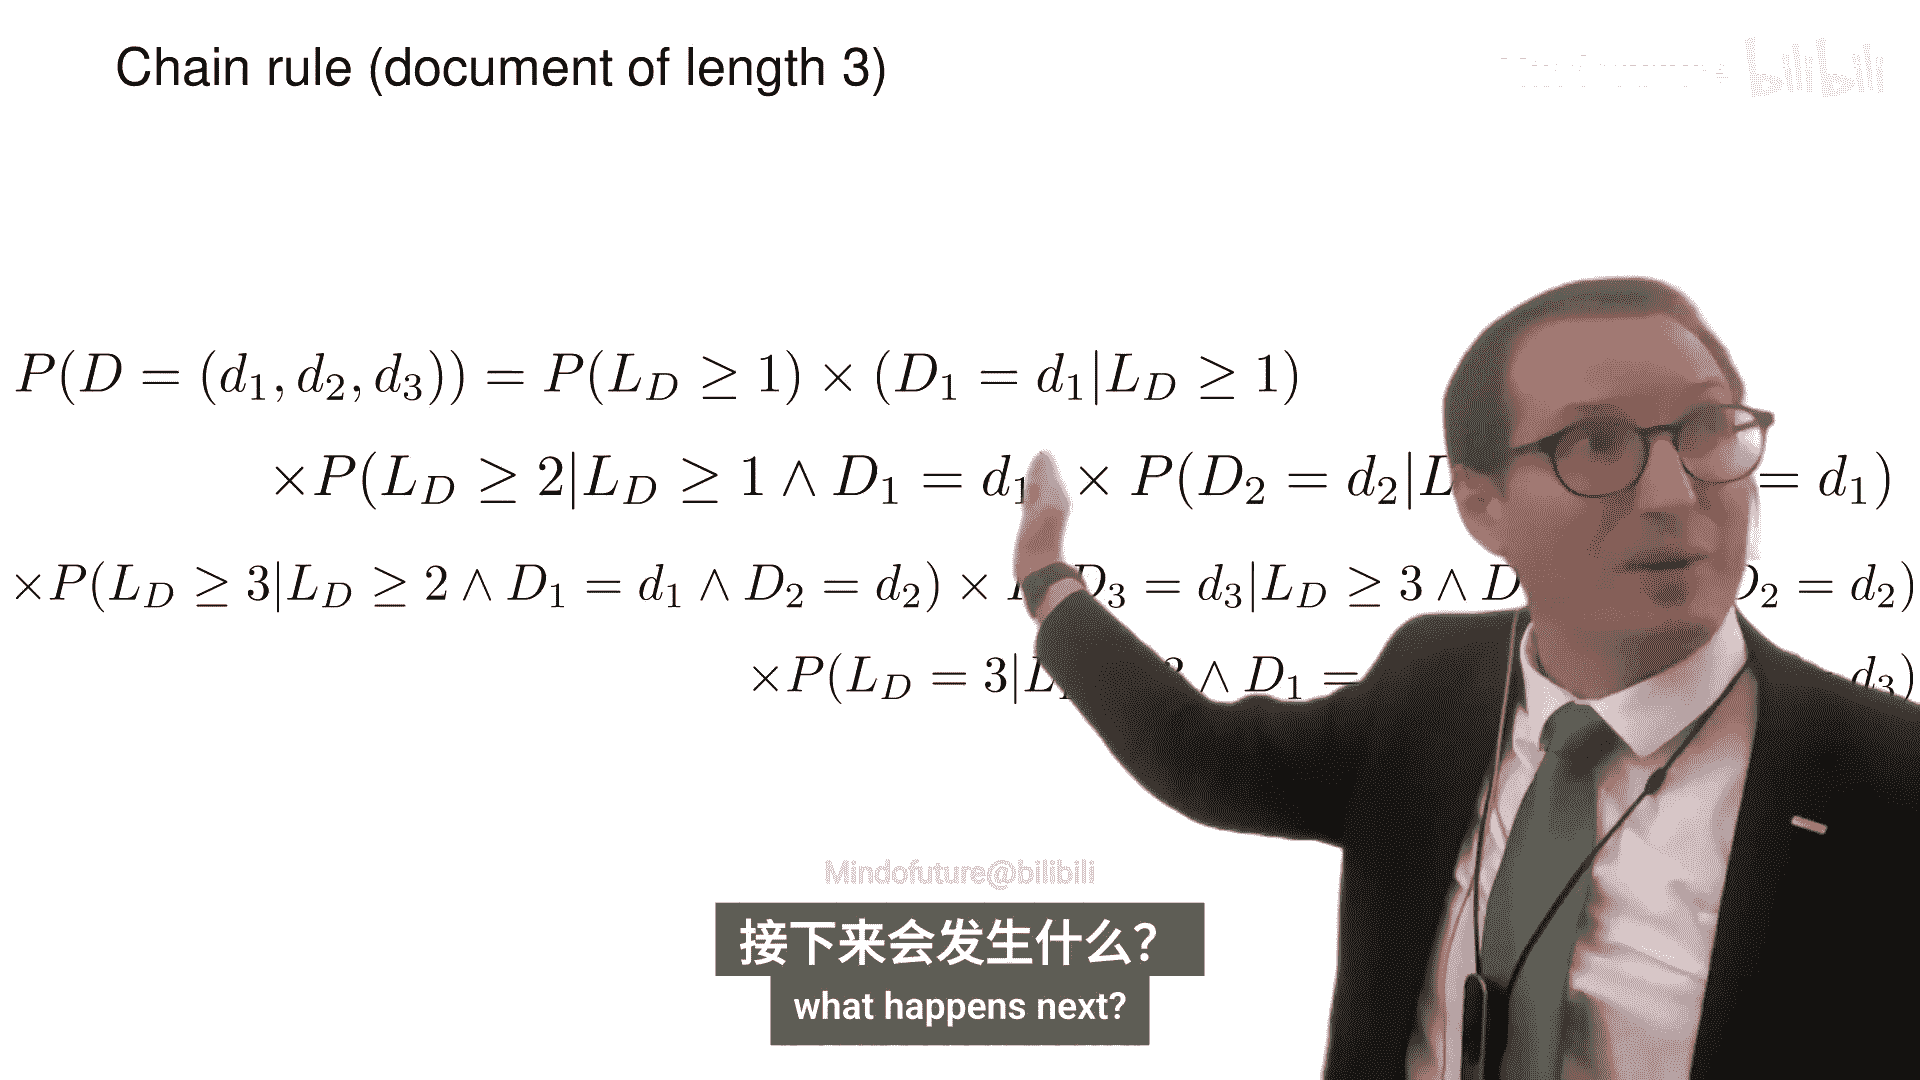 Chain rule (document of length 3)
bilibili
P(D = (d₁, d₂, d₃)) = P(L_D ≥ 1) × (D₁ = d₁|L_D ≥ 1)
×P(L_D ≥ 2|L_D ≥ 1 ∧ D₁ = d₁ × P(D₂ = d₂|L = d₁)
×P(L_D ≥ 3|L_D ≥ 2 ∧ D₁ = d₁ ∧ D₂ = d₂) × D₃ = d₃|L_D ≥ 3 ∧ D D₂ = d₂)
×P(L_D = 3|L ∧ D₁ = d₃)
Mindofuture@bilibili
接下来会发生什么？
what happens next?